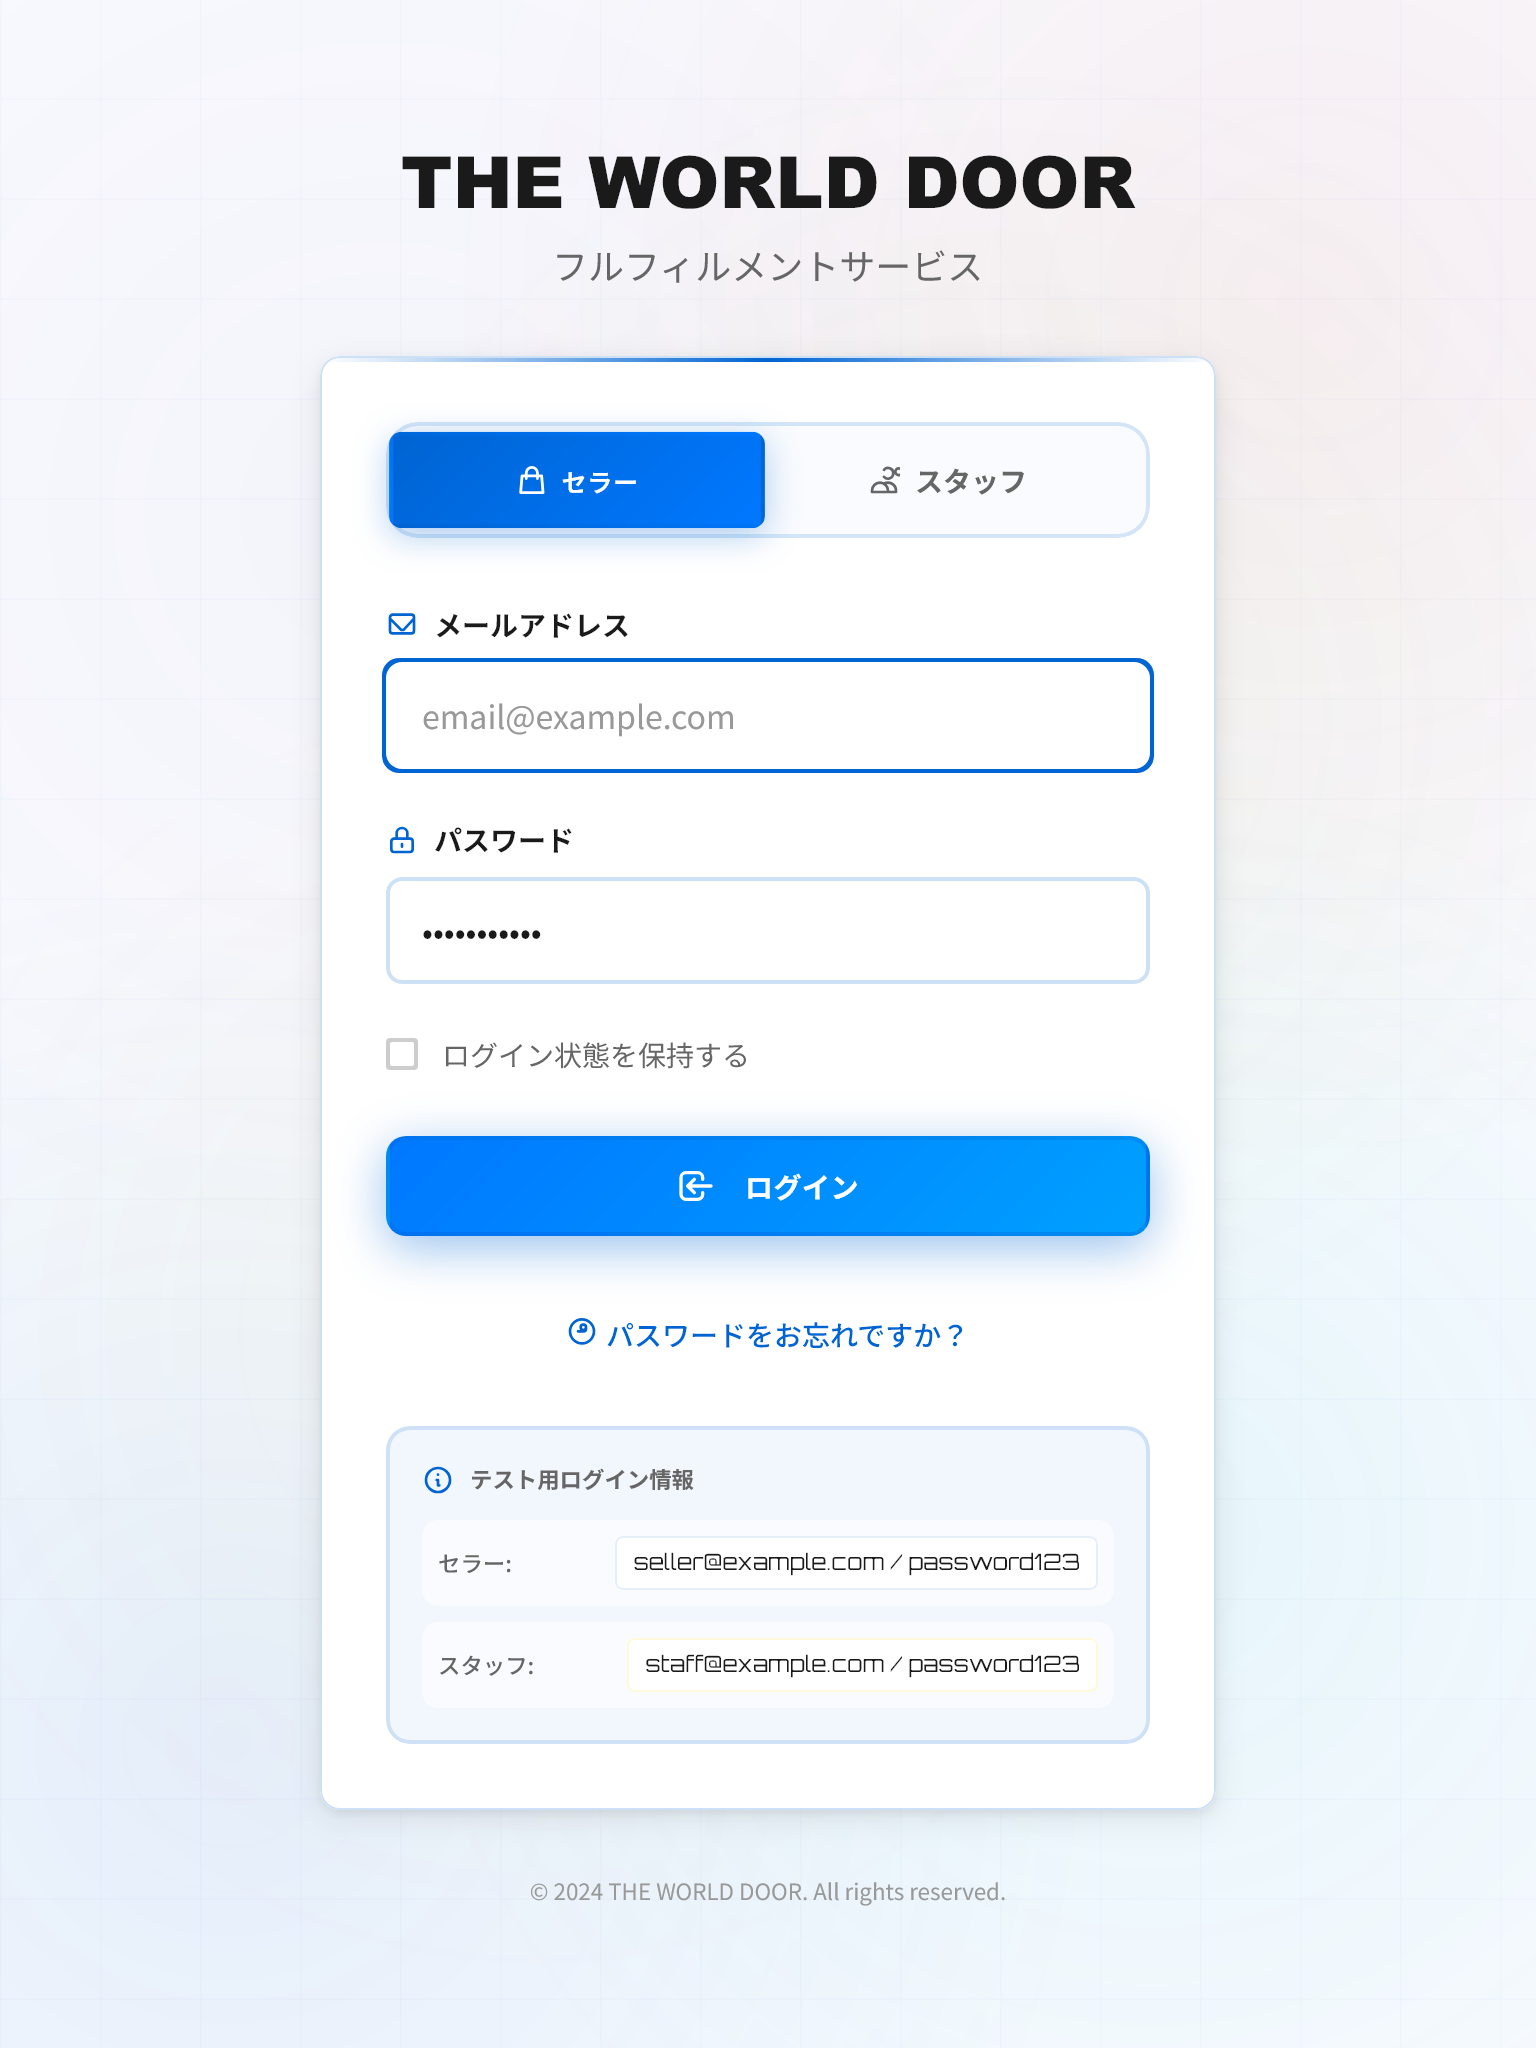 THE WORLD DOOR
フルフィルメントサービス
セラー
スタッフ
メールアドレス
email@example.com
パスワード
•••••••••••
ログイン状態を保持する
ログイン
パスワードをお忘れですか？
テスト用ログイン情報
セラー: seller@example.com / password123
スタッフ: staff@example.com / password123
© 2024 THE WORLD DOOR. All rights reserved.